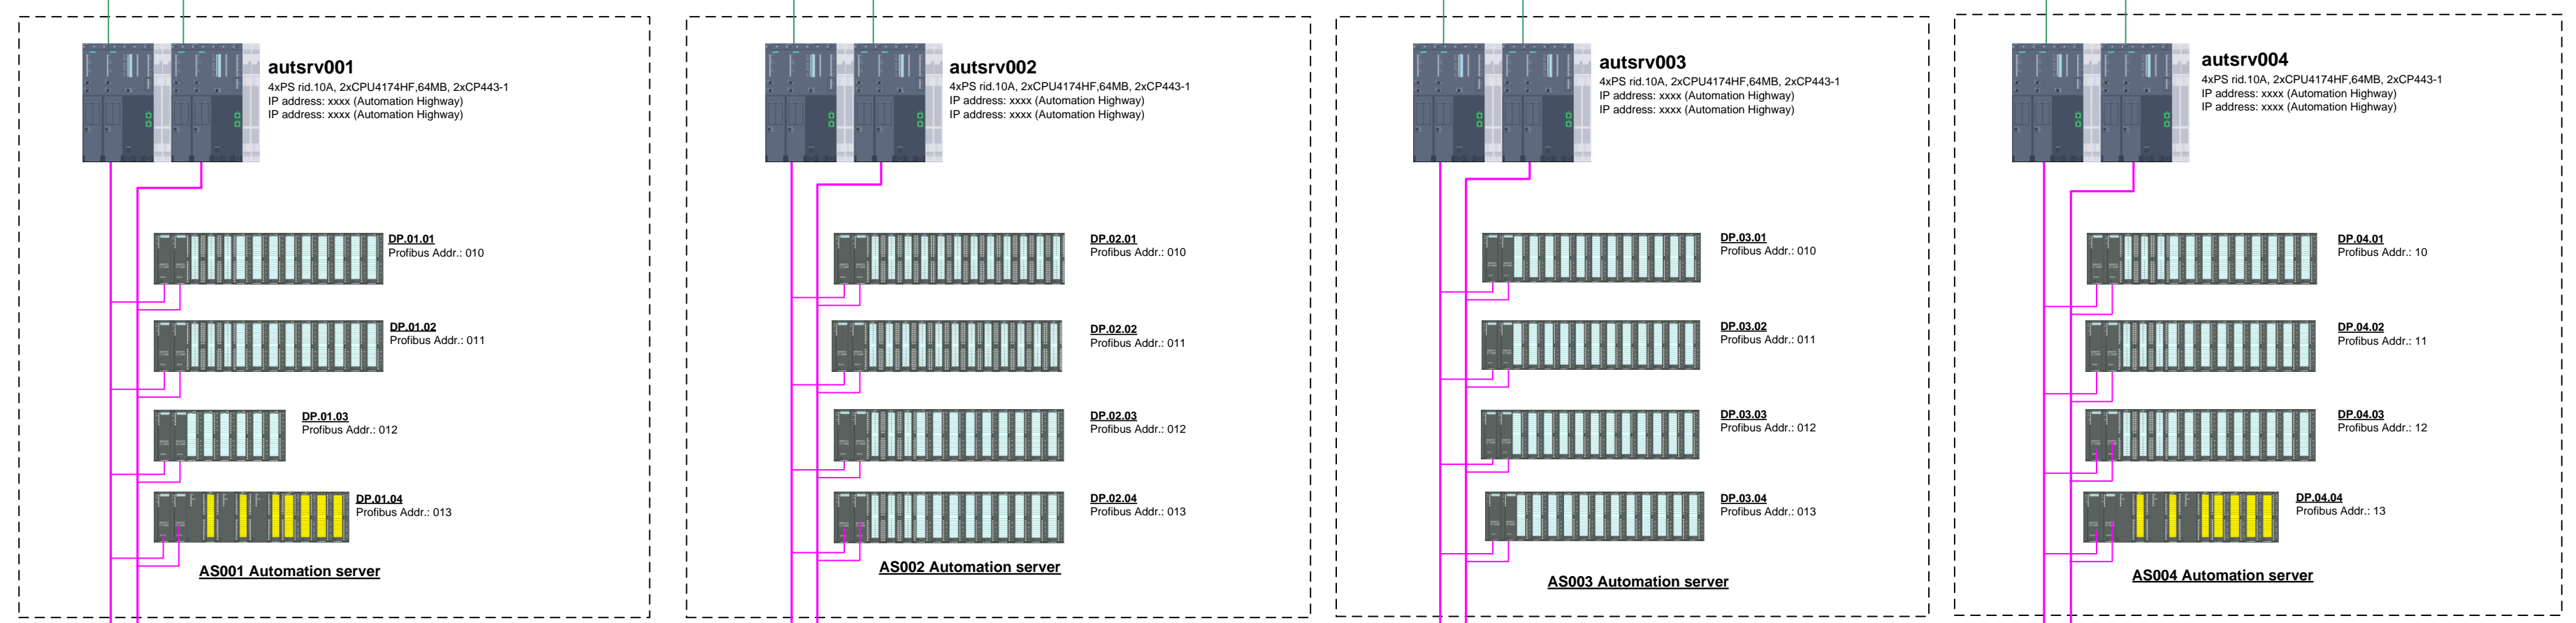 autsrv001
4xPS rid.10A, 2xCPU4174HF,64MB, 2xCP443-1
IP address: xxxx (Automation Highway)
IP address: xxxx (Automation Highway)
DP.01.01
Profibus Addr.: 010
DP.01.02
Profibus Addr.: 011
DP.01.03
Profibus Addr.: 012
DP.01.04
Profibus Addr.: 013
AS001 Automation server
autsrv002
4xPS rid.10A, 2xCPU4174HF,64MB, 2xCP443-1
IP address: xxxx (Automation Highway)
IP address: xxxx (Automation Highway)
DP.02.01
Profibus Addr.: 010
DP.02.02
Profibus Addr.: 011
DP.02.03
Profibus Addr.: 012
DP.02.04
Profibus Addr.: 013
AS002 Automation server
autsrv003
4xPS rid.10A, 2xCPU4174HF,64MB, 2xCP443-1
IP address: xxxx (Automation Highway)
IP address: xxxx (Automation Highway)
DP.03.01
Profibus Addr.: 010
DP.03.02
Profibus Addr.: 011
DP.03.03
Profibus Addr.: 012
DP.03.04
Profibus Addr.: 013
AS003 Automation server
autsrv004
4xPS rid.10A, 2xCPU4174HF,64MB, 2xCP443-1
IP address: xxxx (Automation Highway)
IP address: xxxx (Automation Highway)
DP.04.01
Profibus Addr.: 10
DP.04.02
Profibus Addr.: 11
DP.04.03
Profibus Addr.: 12
DP.04.04
Profibus Addr.: 13
AS004 Automation server